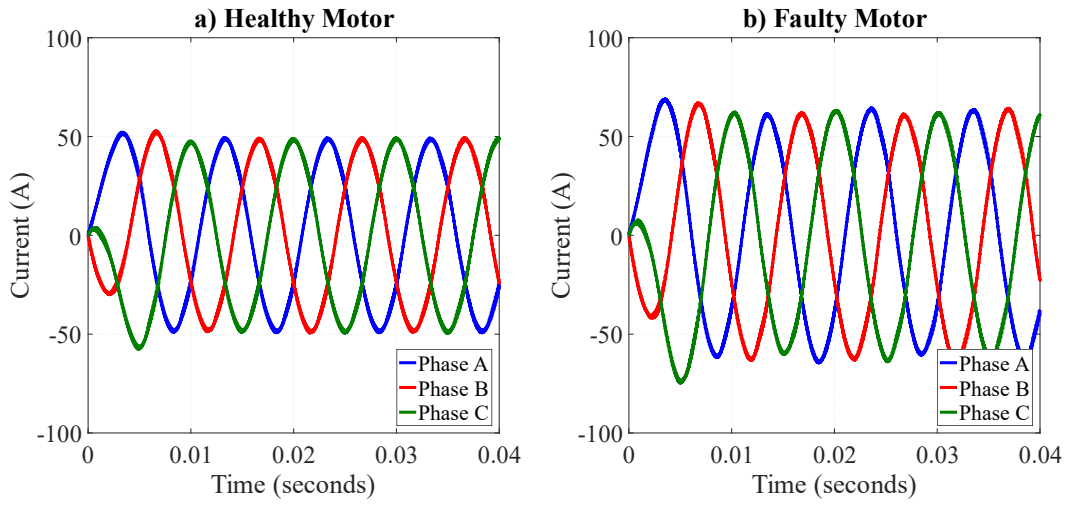 a) Healthy Motor
100
50
0
-50
-100
Current (A)
0
0.01
0.02
0.03
0.04
Time (seconds)
Phase A
Phase B
Phase C
b) Faulty Motor
100
50
0
-50
-100
Current (A)
0
0.01
0.02
0.03
0.04
Time (seconds)
Phase A
Phase B
Phase C